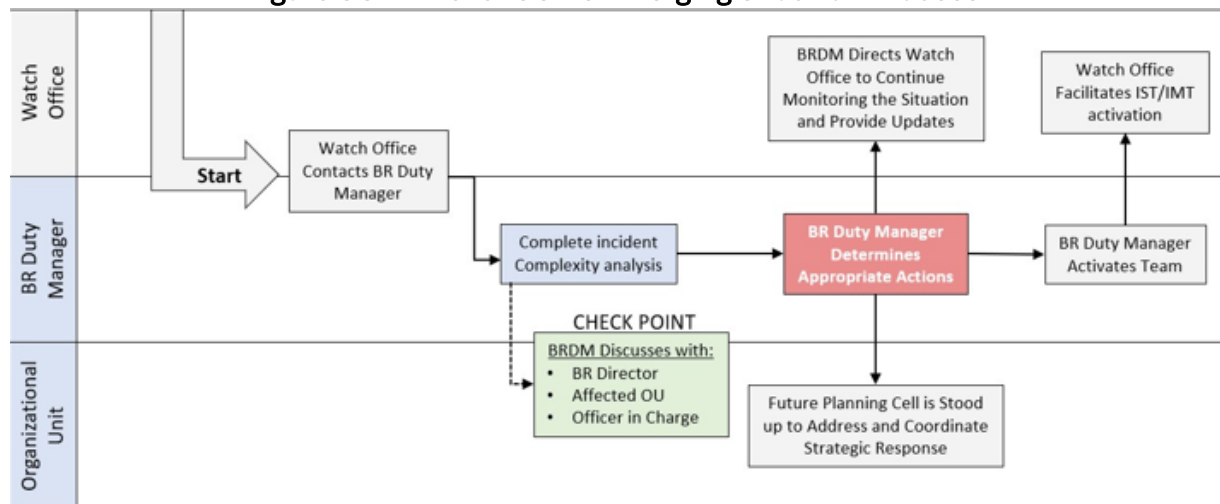 Watch
Office
BR Duty
Manager
Organizational
Unit
Start
Watch Office
Contacts BR Duty
Manager
Complete incident
Complexity analysis
CHECK POINT
BRDM Discusses with:
• BR Director
• Affected OU
• Officer in Charge
BRDM Directs Watch
Office to Continue
Monitoring the Situation
and Provide Updates
BR Duty Manager
Determines
Appropriate Actions
Future Planning Cell is Stood
up to Address and Coordinate
Strategic Response
Watch Office
Facilitates IST/IMT
activation
BR Duty Manager
Activates Team